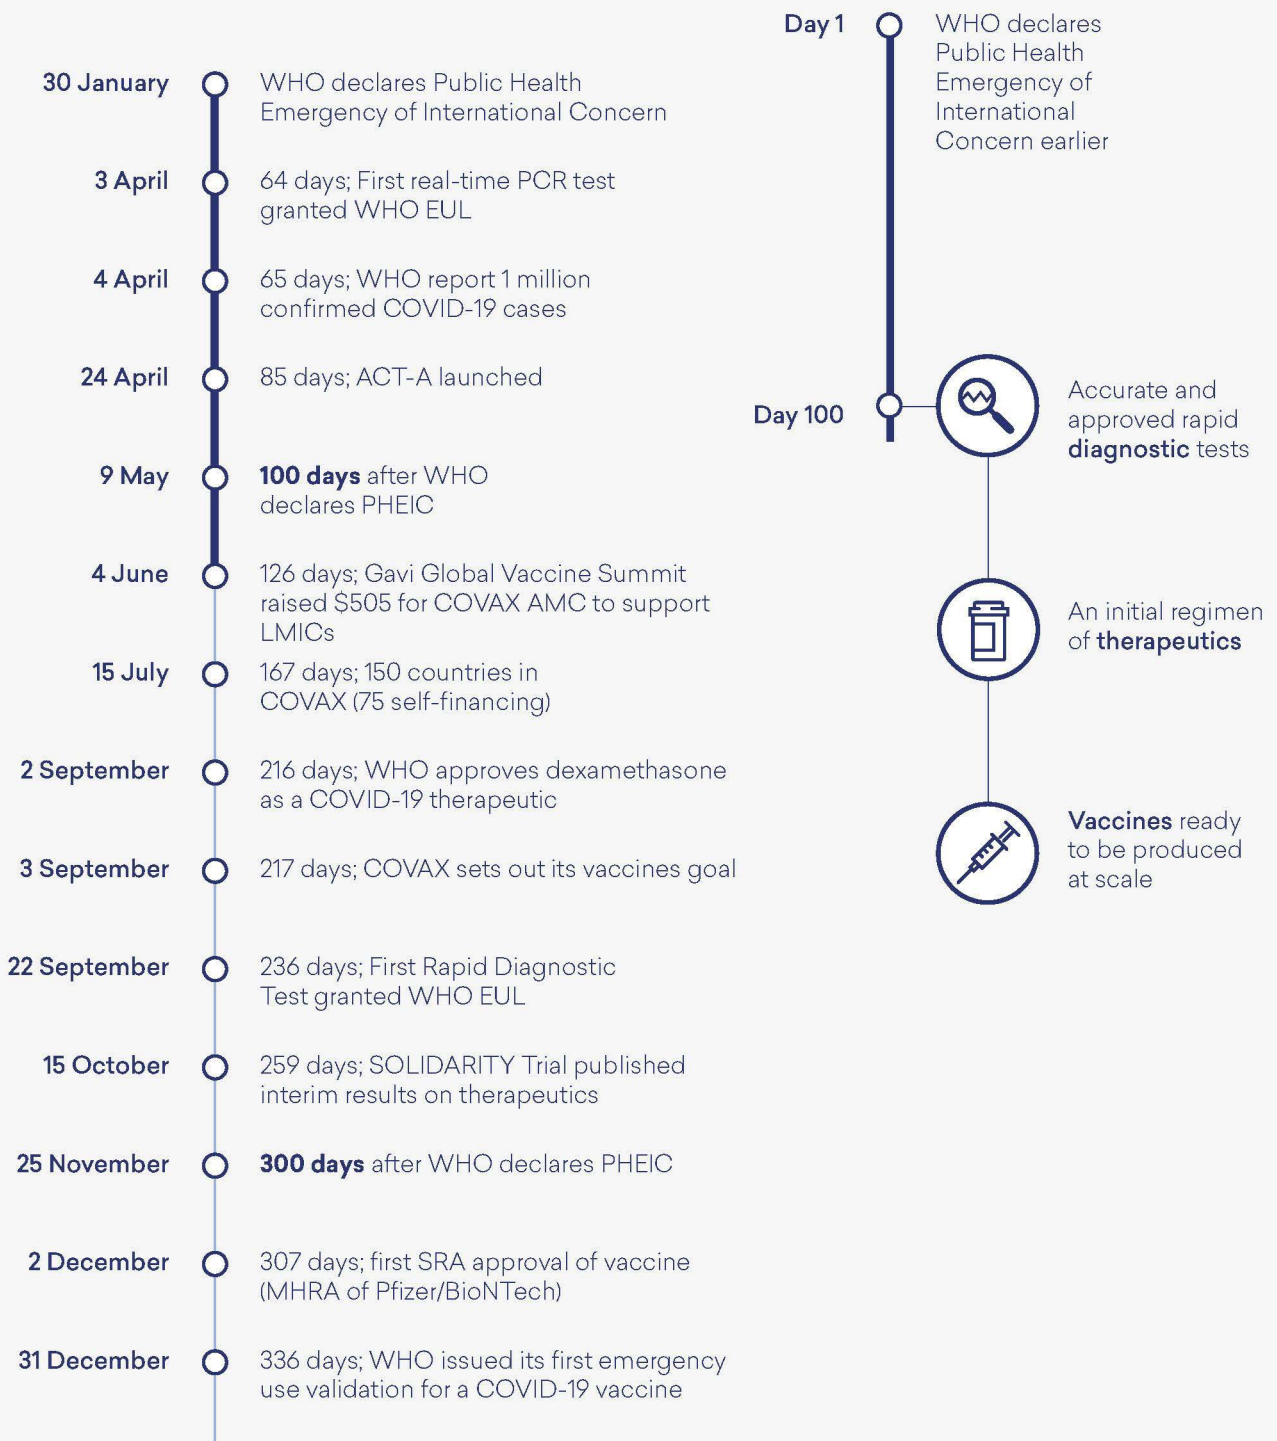 30 January
WHO declares Public Health
Emergency of International Concern
3 April
64 days; First real-time PCR test
granted WHO EUL
4 April
65 days; WHO report 1 million
confirmed COVID-19 cases
24 April
85 days; ACT-A launched
9 May
100 days after WHO
declares PHEIC
4 June
126 days; Gavi Global Vaccine Summit
raised $505 for COVAX AMC to support
LMICs
15 July
167 days; 150 countries in
COVAX (75 self-financing)
2 September
216 days; WHO approves dexamethasone
as a COVID-19 therapeutic
3 September
217 days; COVAX sets out its vaccines goal
22 September
236 days; First Rapid Diagnostic
Test granted WHO EUL
15 October
259 days; SOLIDARITY Trial published
interim results on therapeutics
25 November
300 days after WHO declares PHEIC
2 December
307 days; first SRA approval of vaccine
(MHRA of Pfizer/BioNTech)
31 December
336 days; WHO issued its first emergency
use validation for a COVID-19 vaccine
Day 1
WHO declares
Public Health
Emergency of
International
Concern earlier
Day 100
Accurate and
approved rapid
diagnostic tests
An initial regimen
of therapeutics
Vaccines ready
to be produced
at scale